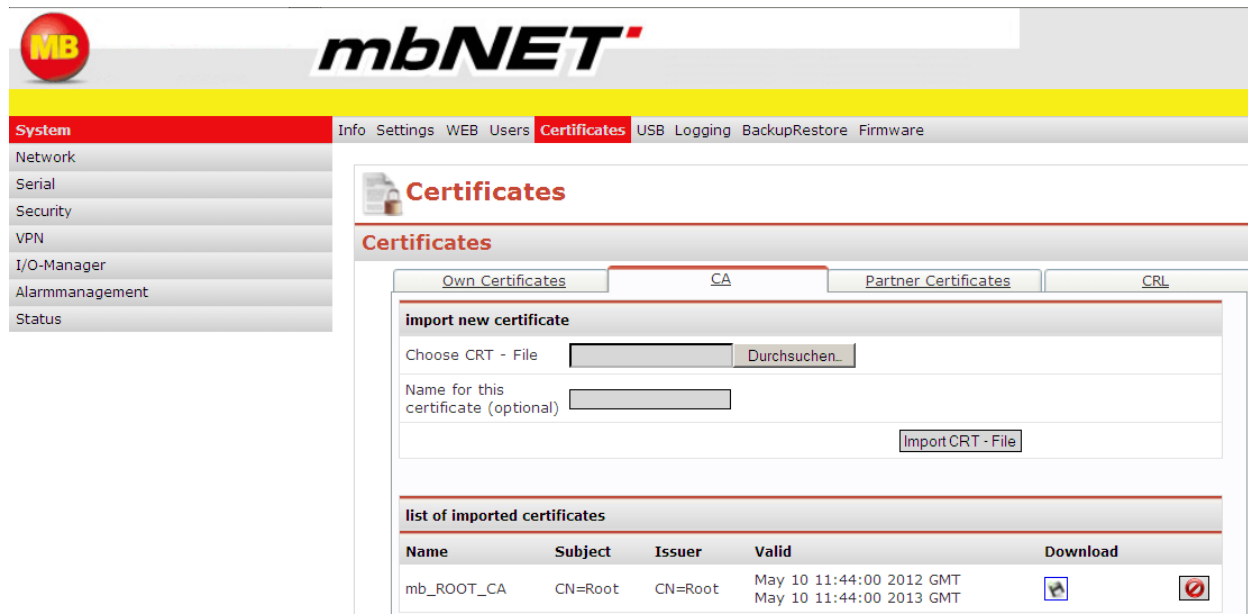 MB
mbNET
System
Info Settings WEB Users Certificates USB Logging BackupRestore Firmware
Network
Serial
Security
VPN
I/O-Manager
Alarmmanagement
Status
Certificates
Certificates
Own Certificates CA Partner Certificates CRL
import new certificate
Choose CRT - File Durchsuchen...
Name for this
certificate (optional)
Import CRT - File
list of imported certificates
Name Subject Issuer Valid Download
mb_ROOT_CA CN=Root CN=Root May 10 11:44:00 2012 GMT
May 10 11:44:00 2013 GMT